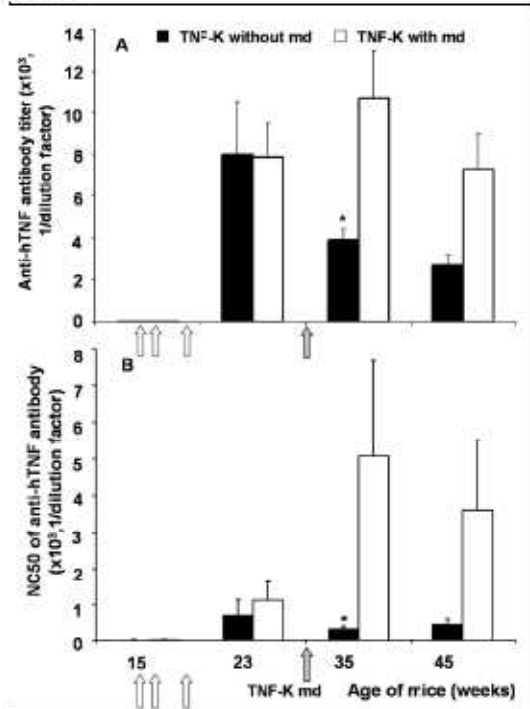 A
TNF-K without md
TNF-K with md
Anti-hTNF antibody titer (x10³,
1/dilution factor)
14
12
10
8
6
4
2
0
*
B
NC50 of anti-hTNF antibody
(x10³,1/dilution factor)
8
7
6
5
4
3
2
1
0
*
*
15
23
35
45
TNF-K md
Age of mice (weeks)